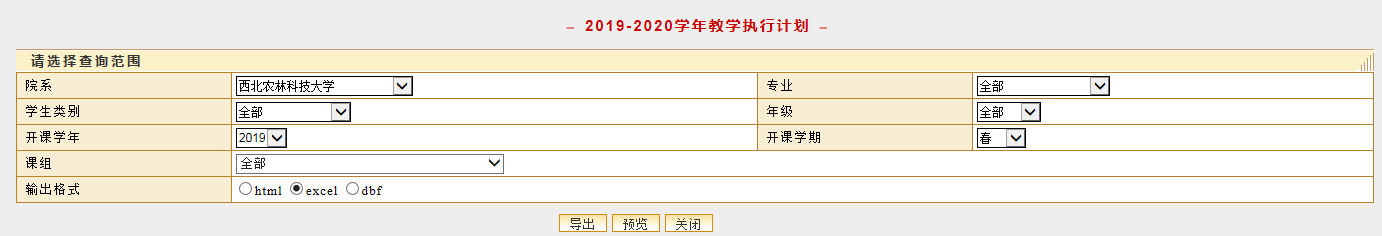 – 2019-2020学年教学执行计划 –
请选择查询范围
院系 西北农林科技大学 专业 全部
学生类别 全部 年级 全部
开课学年 2019 开课学期 春
课组 全部
输出格式 html excel dbf
导出 预览 关闭